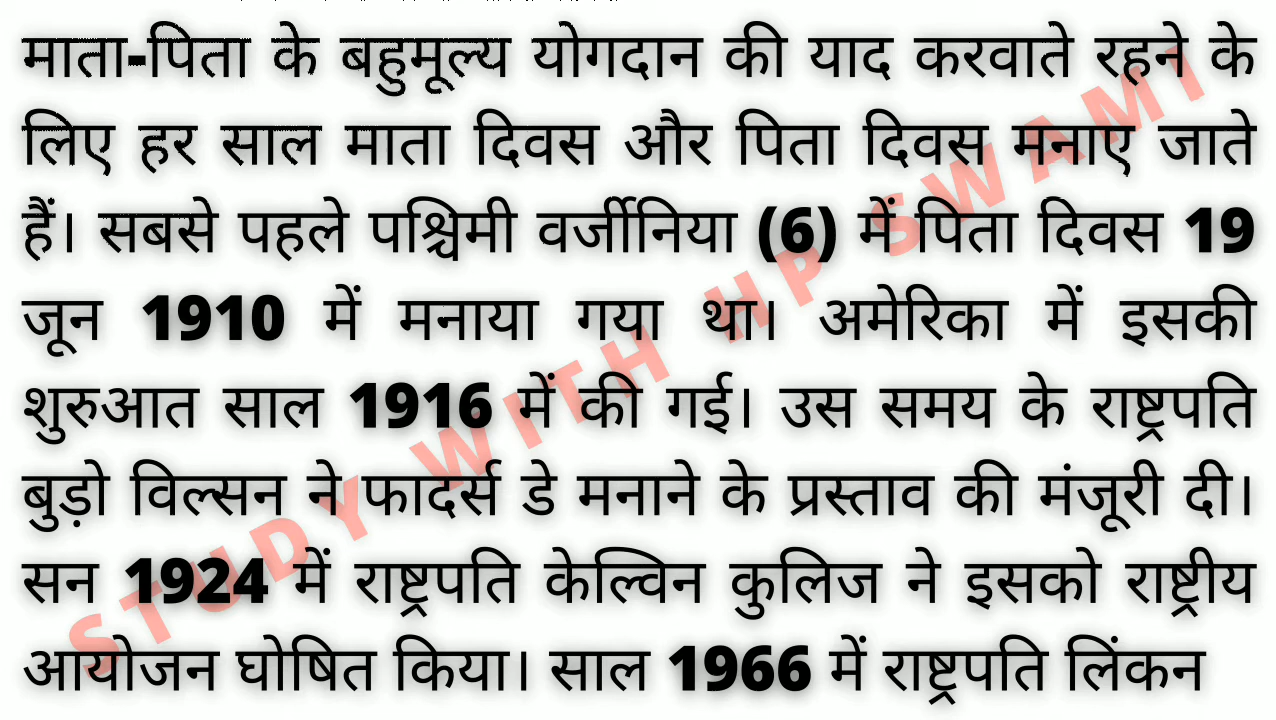 माता-पिता के बहुमूल्य योगदान की याद करवाते रहने के
लिए हर साल माता दिवस और पिता दिवस मनाए जाते
हैं। सबसे पहले पश्चिमी वर्जीनिया (6) में पिता दिवस 19
जून 1910 में मनाया गया था। अमेरिका में इसकी
शुरुआत साल 1916 में की गई। उस समय के राष्ट्रपति
बुड़ो विल्सन ने फादर्स डे मनाने के प्रस्ताव की मंजूरी दी।
सन 1924 में राष्ट्रपति केल्विन कुलिज ने इसको राष्ट्रीय
आयोजन घोषित किया। साल 1966 में राष्ट्रपति लिंकन
STUDY WITH HP SWAMI